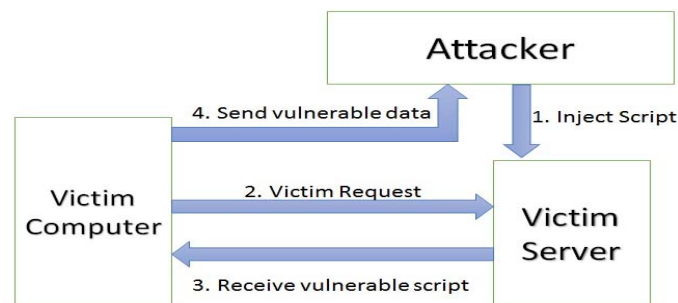 Attacker
4. Send vulnerable data
1. Inject Script
Victim
Computer
2. Victim Request
Victim
Server
3. Receive vulnerable script